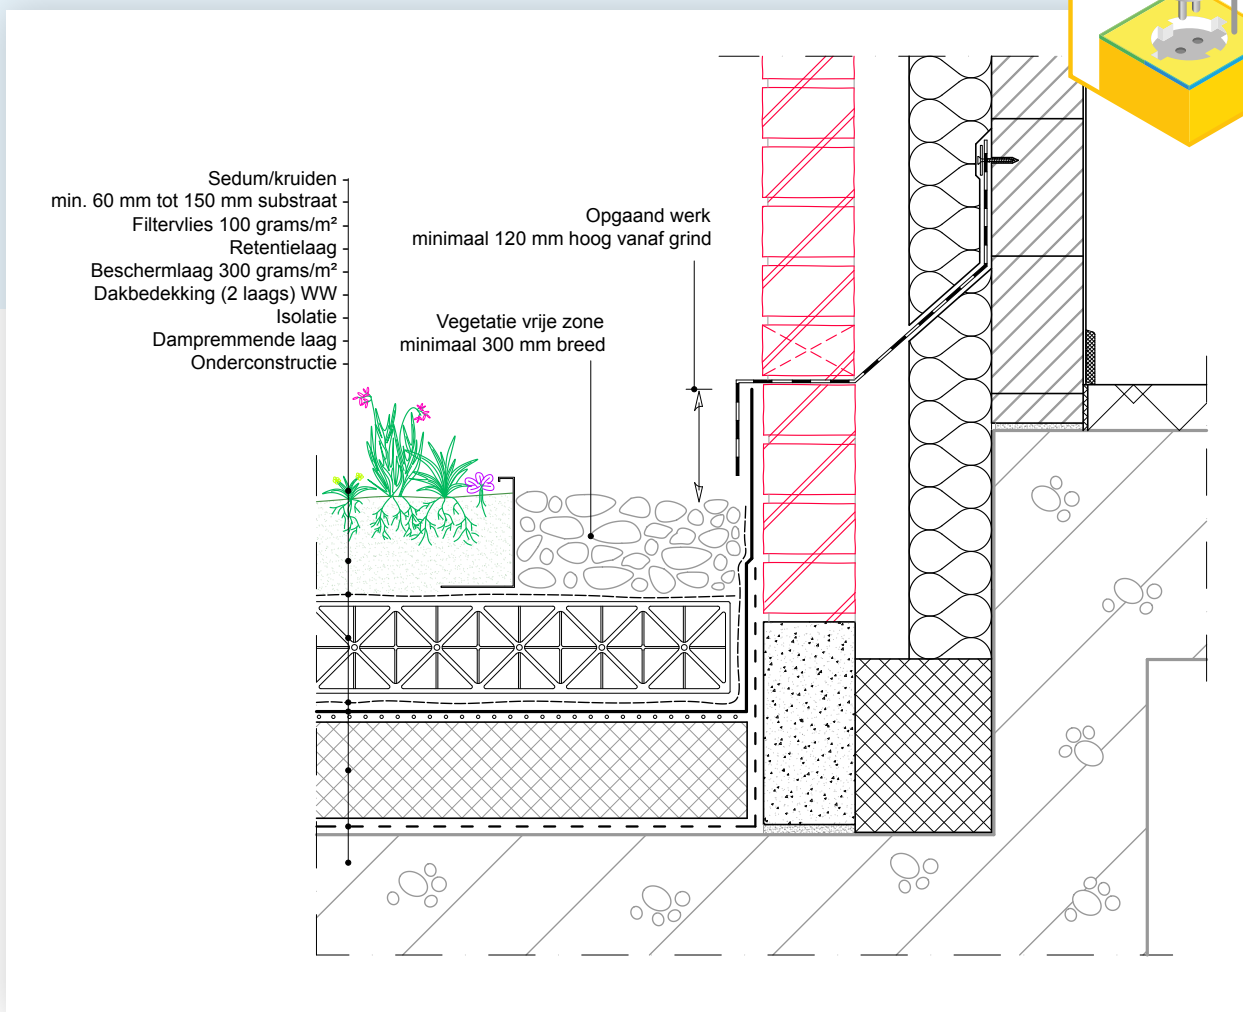 Sedum/kruiden
min. 60 mm tot 150 mm substraat
Filtervlies 100 grams/m²
Retentielaag
Beschermlaag 300 grams/m²
Dakbedekking (2 laags) WW
Isolatie
Dampremmende laag
Onderconstructie
Opgaand werk
minimaal 120 mm hoog vanaf grind
Vegetatie vrije zone
minimaal 300 mm breed